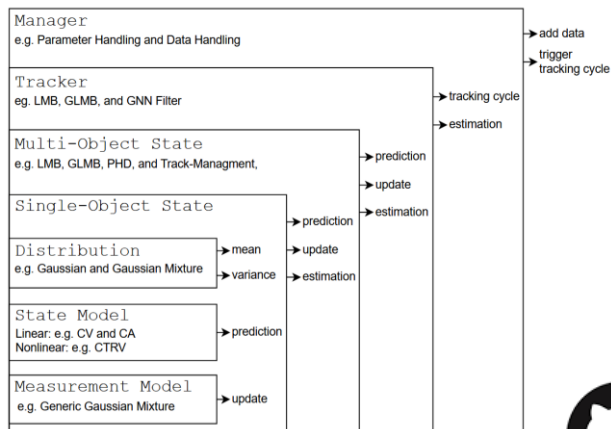 Manager
e.g. Parameter Handling and Data Handling
add data
trigger
tracking cycle
Tracker
eg. LMB, GLMB, and GNN Filter
tracking cycle
estimation
Multi-Object State
e.g. LMB, GLMB, PHD, and Track-Managment,
prediction
update
estimation
Single-Object State
prediction
update
estimation
Distribution
e.g. Gaussian and Gaussian Mixture
mean
variance
State Model
Linear: e.g. CV and CA
Nonlinear: e.g. CTRV
prediction
Measurement Model
e.g. Generic Gaussian Mixture
update